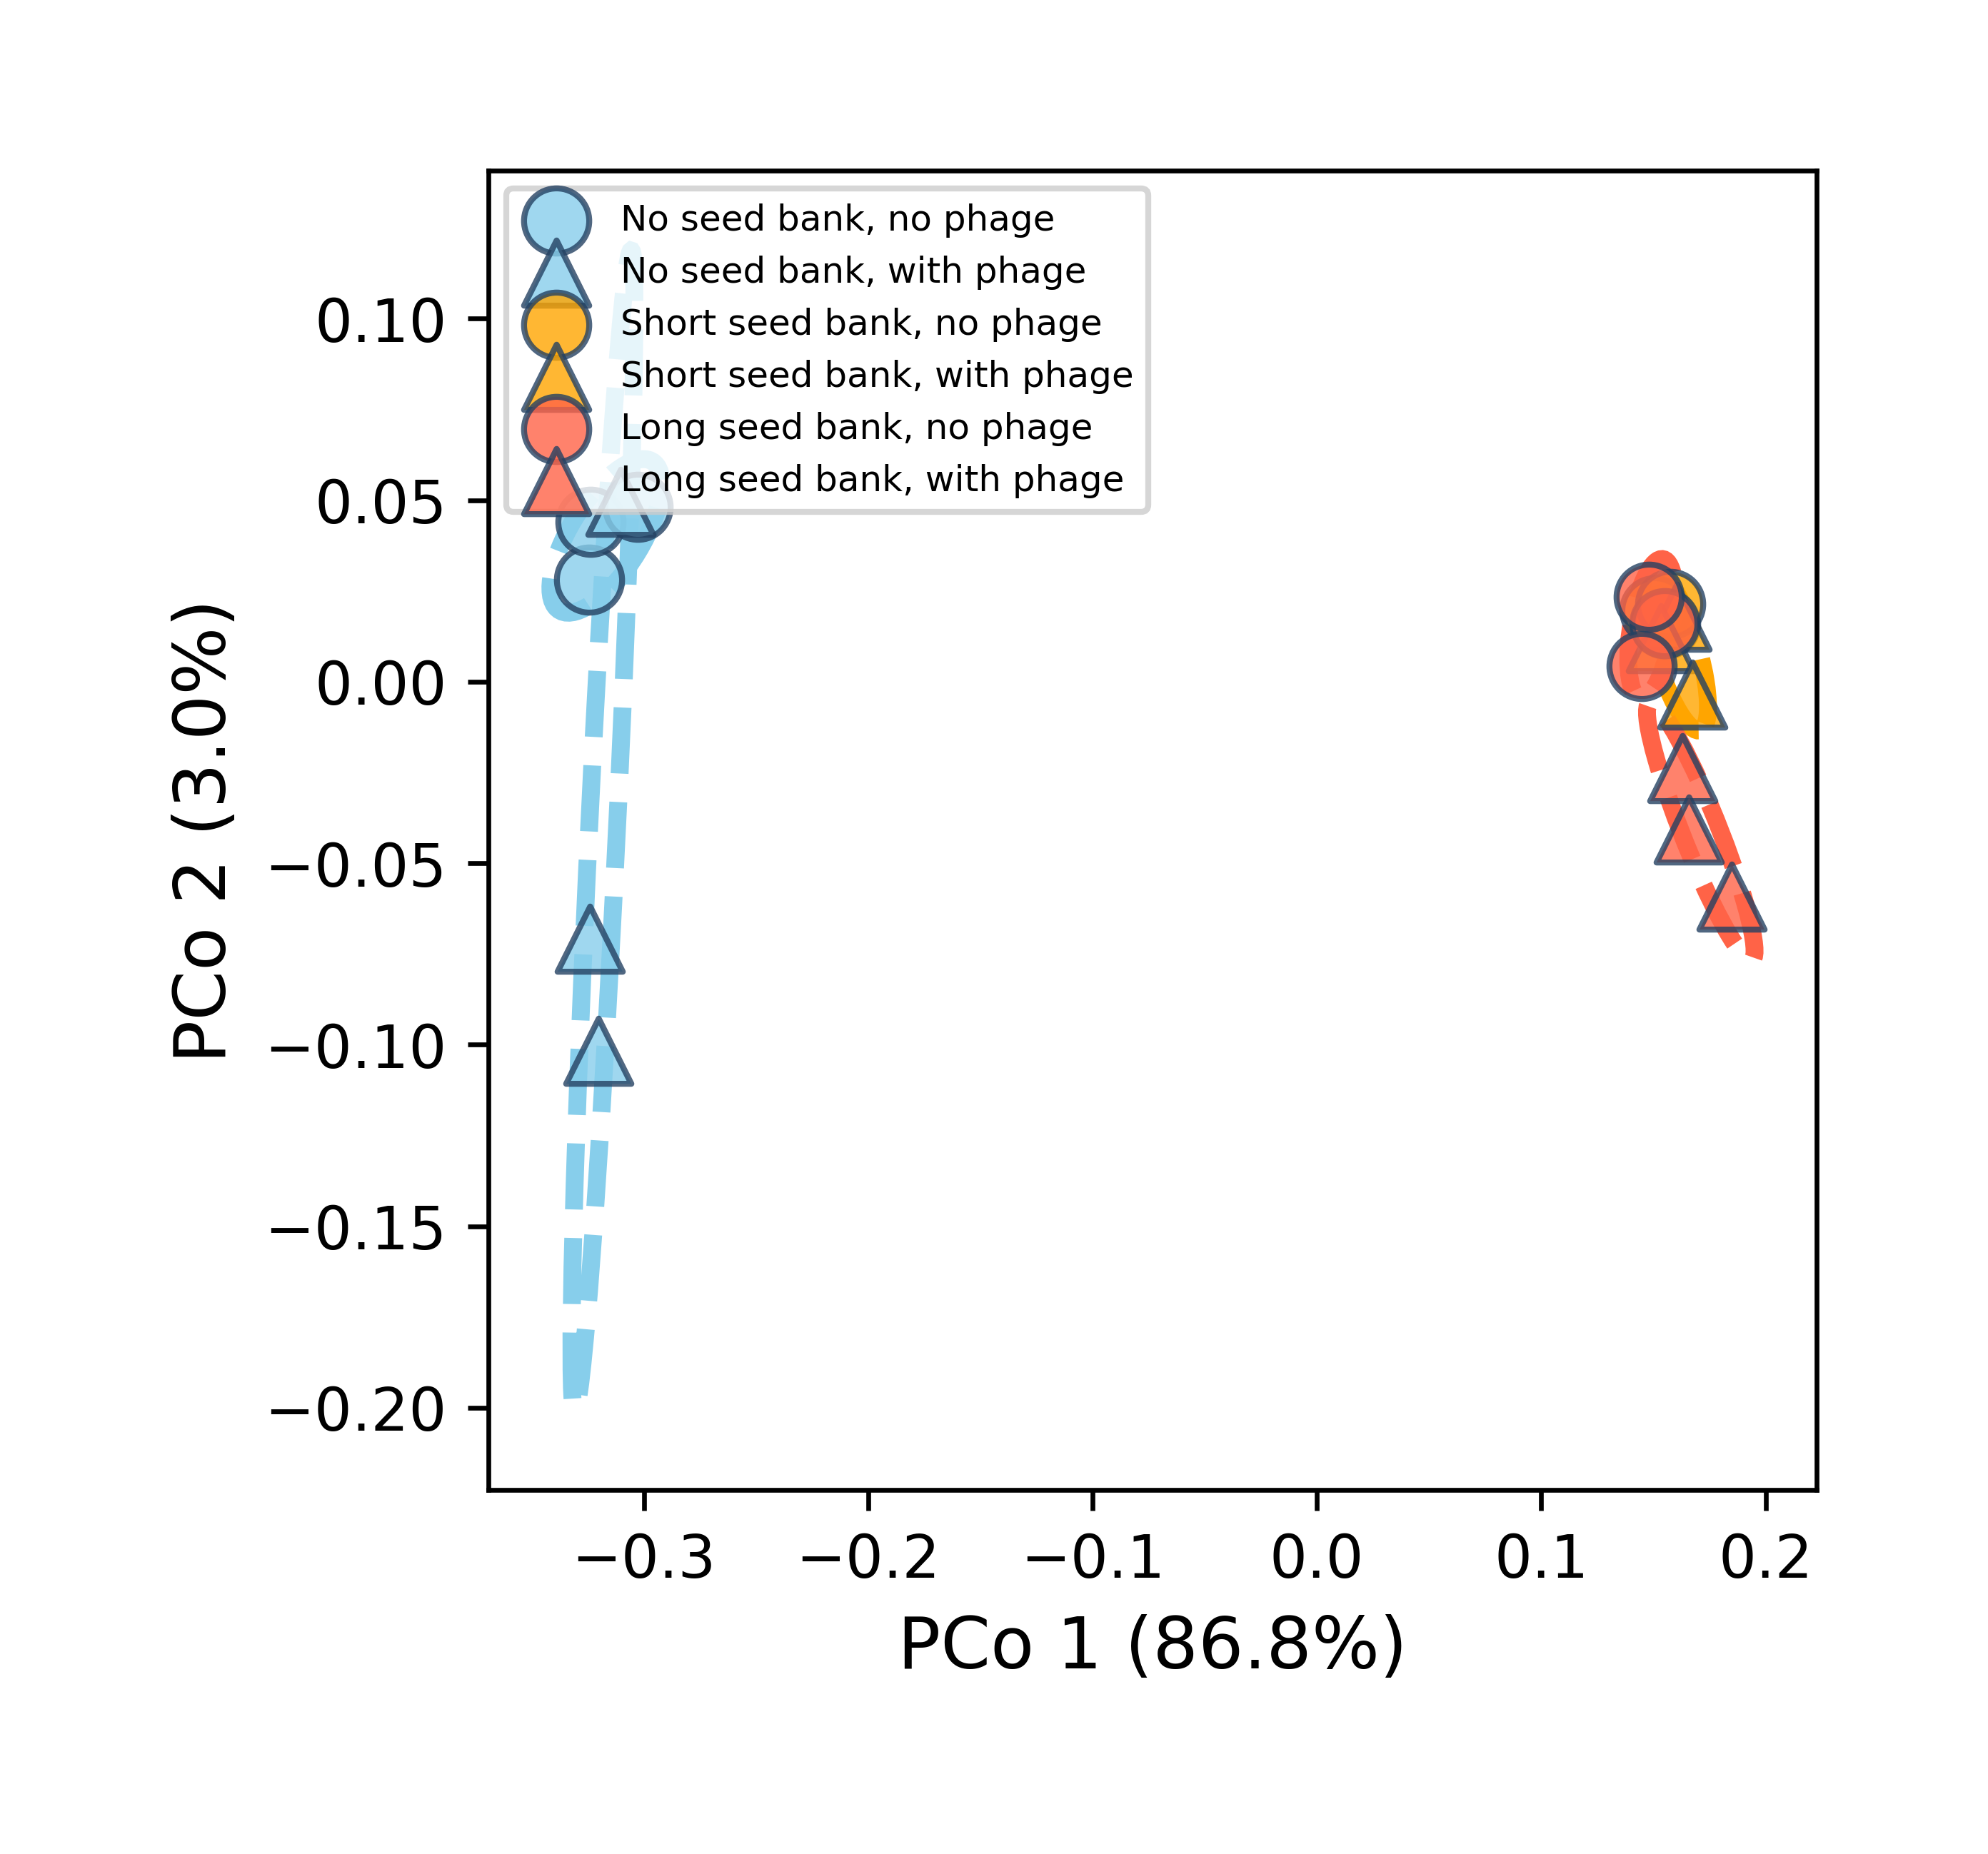 No seed bank, no phage
No seed bank, with phage
Short seed bank, no phage
Short seed bank, with phage
Long seed bank, no phage
Long seed bank, with phage
0.10
0.05
0.00
−0.05
−0.10
−0.15
−0.20
PCo 2 (3.0%)
−0.3 −0.2 −0.1 0.0 0.1 0.2
PCo 1 (86.8%)